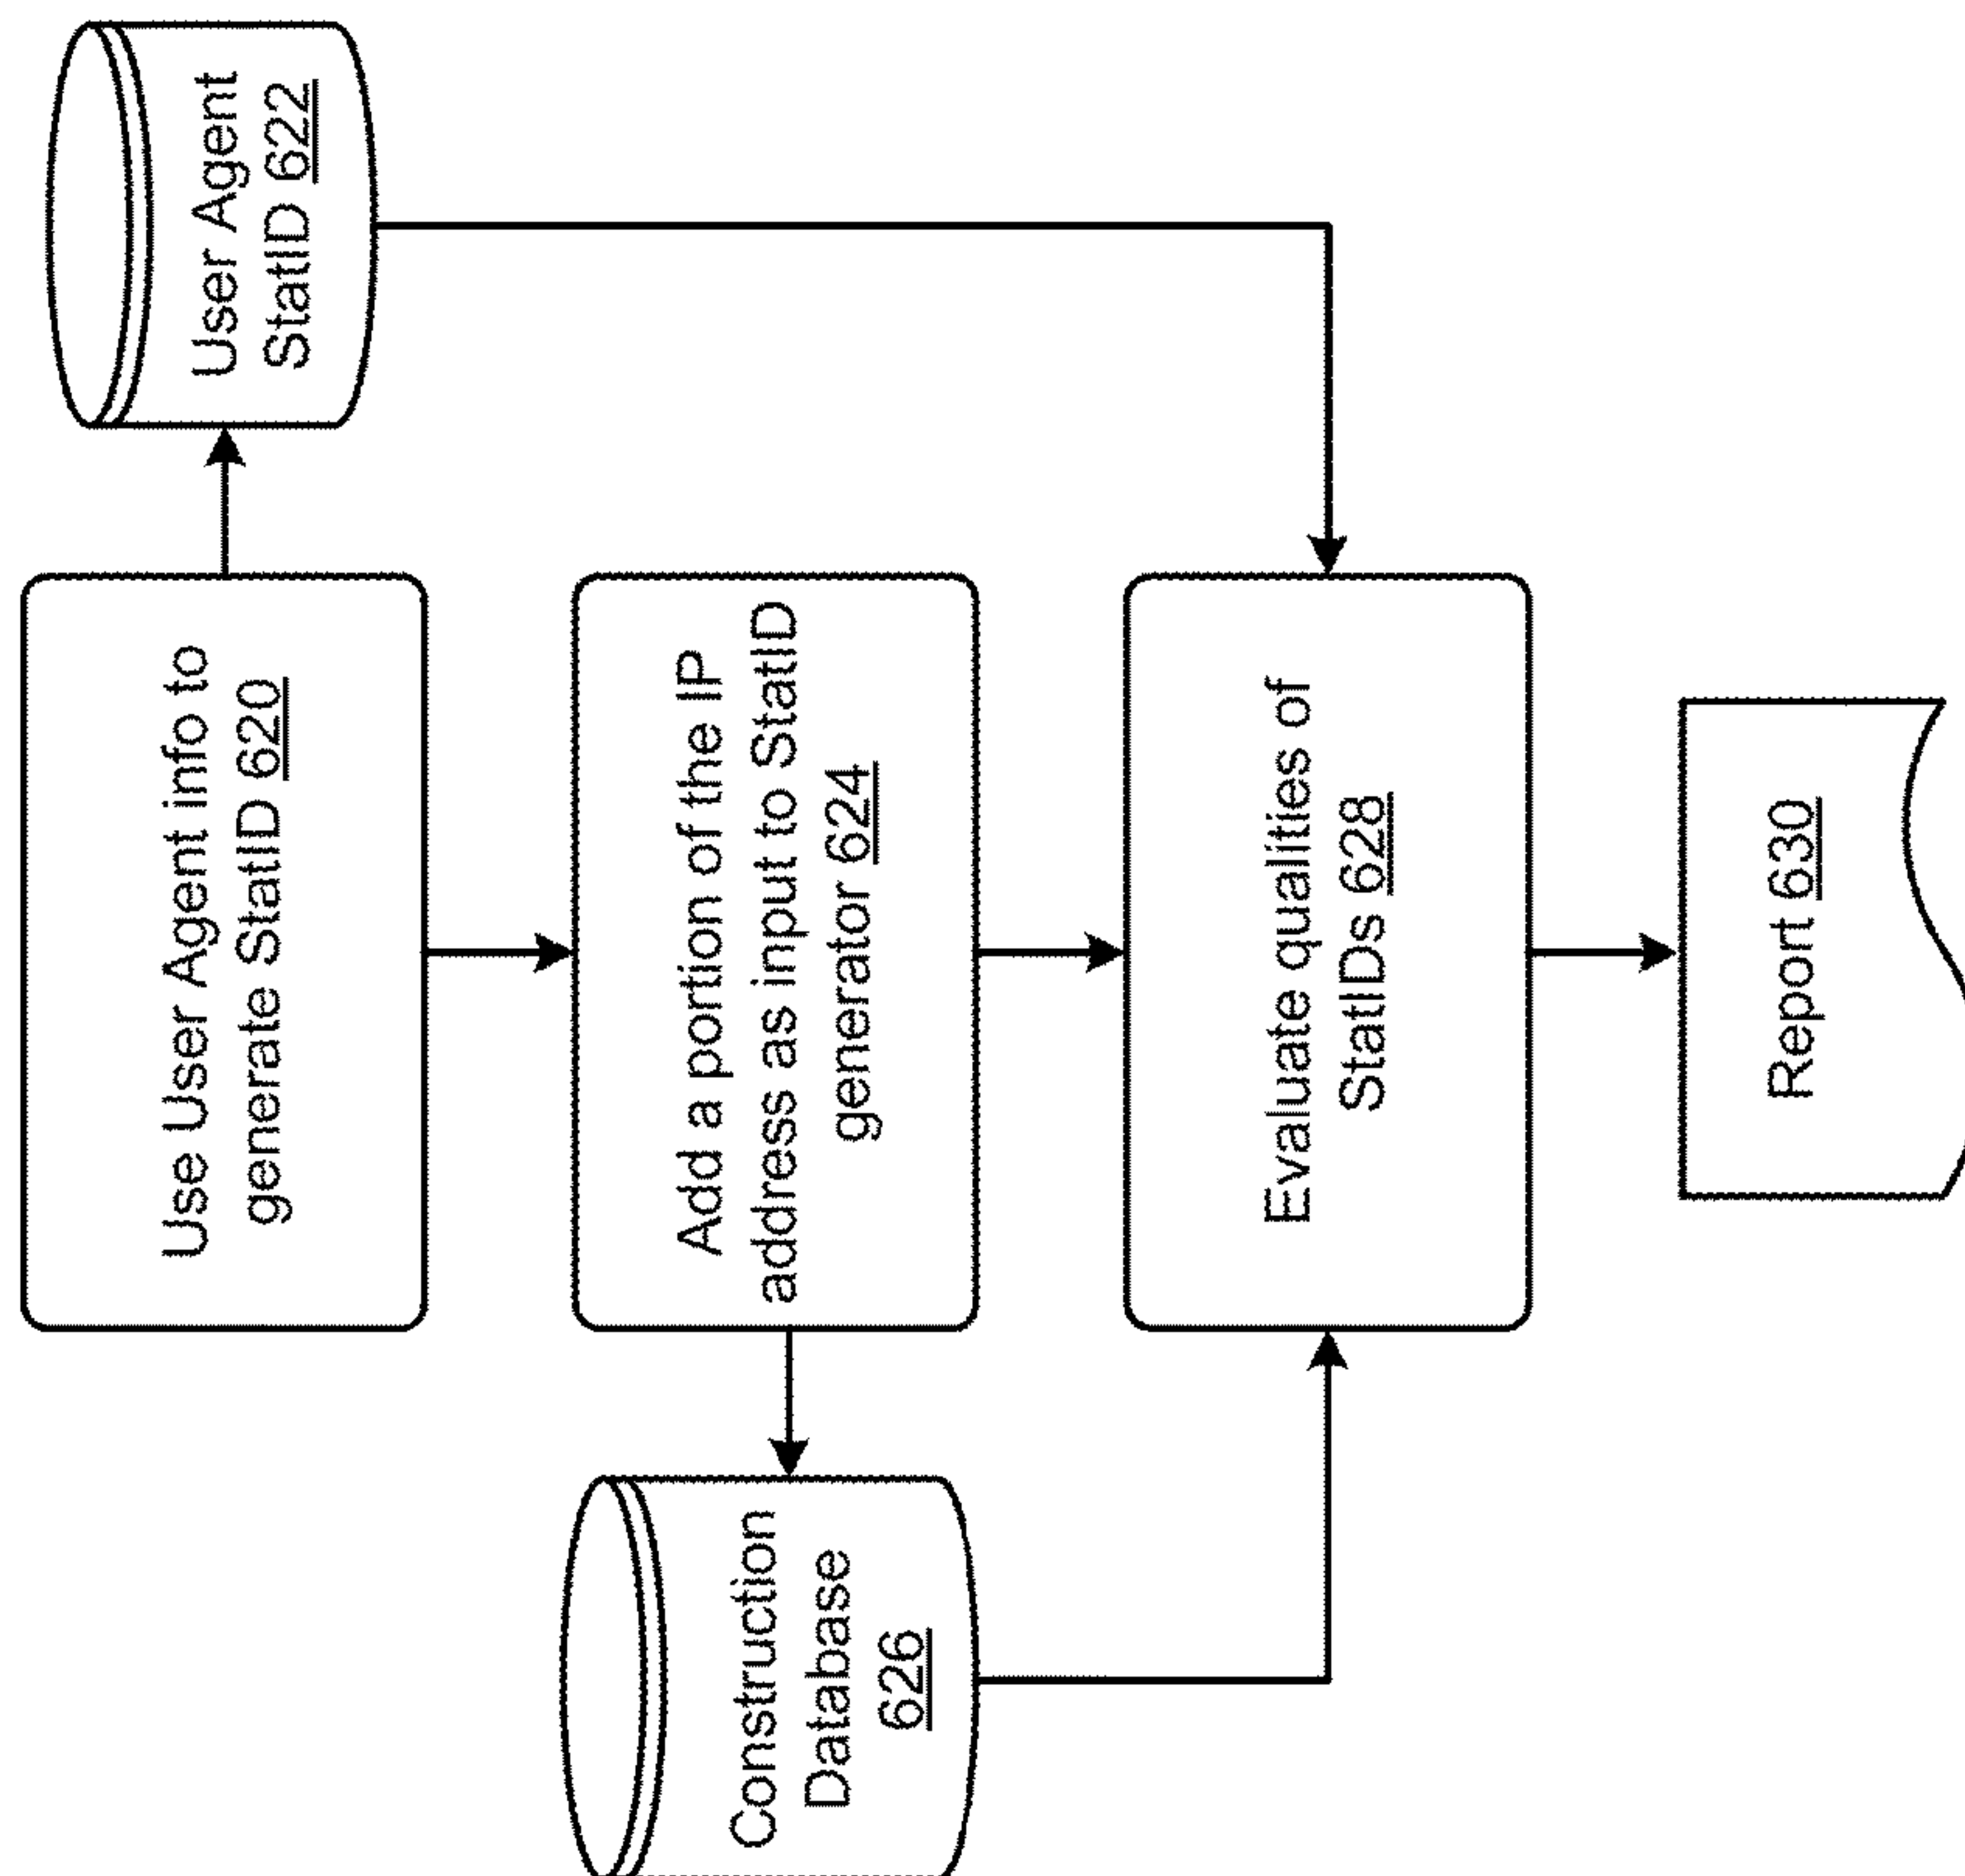 Use User Agent info to
generate StatID 620
User Agent
StatID 622
Add a portion of the IP
address as input to StatID
generator 624
Construction
Database
626
Evaluate qualities of
StatIDs 628
Report 630